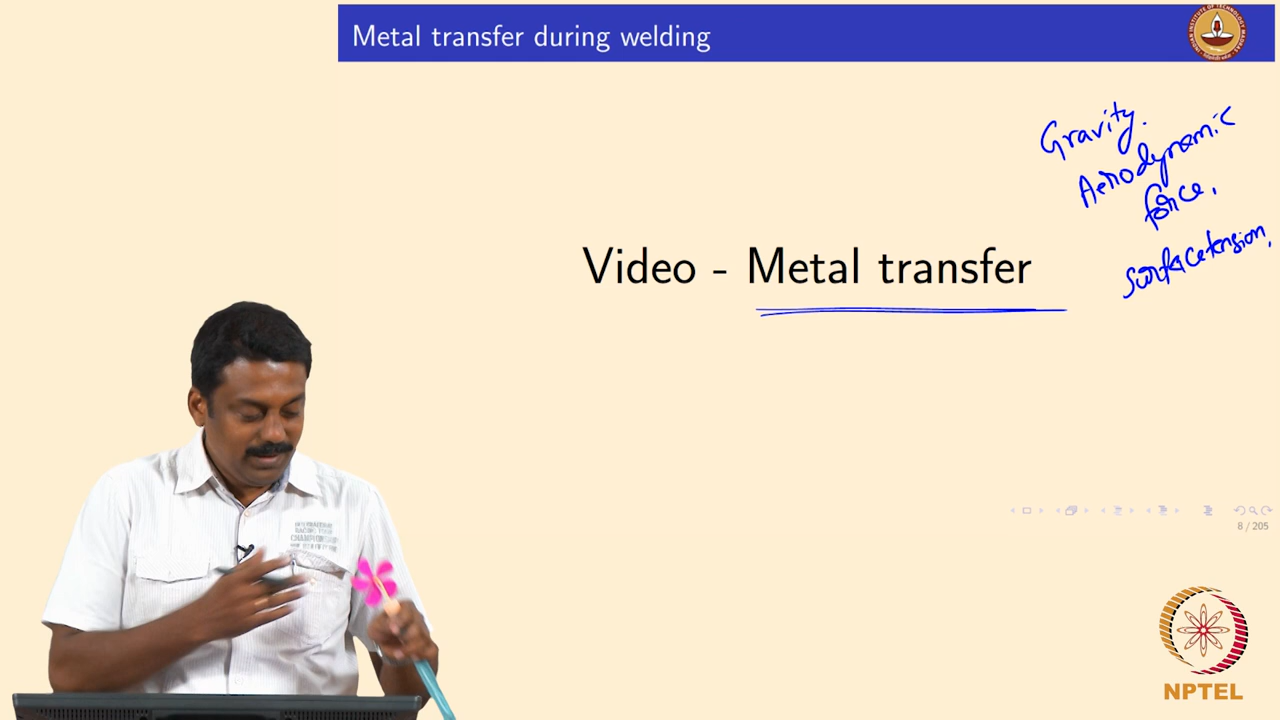 Metal transfer during welding
Gravity.
Aerodynamic
force,
surface tension,
Video - Metal transfer
8 / 205
NPTEL